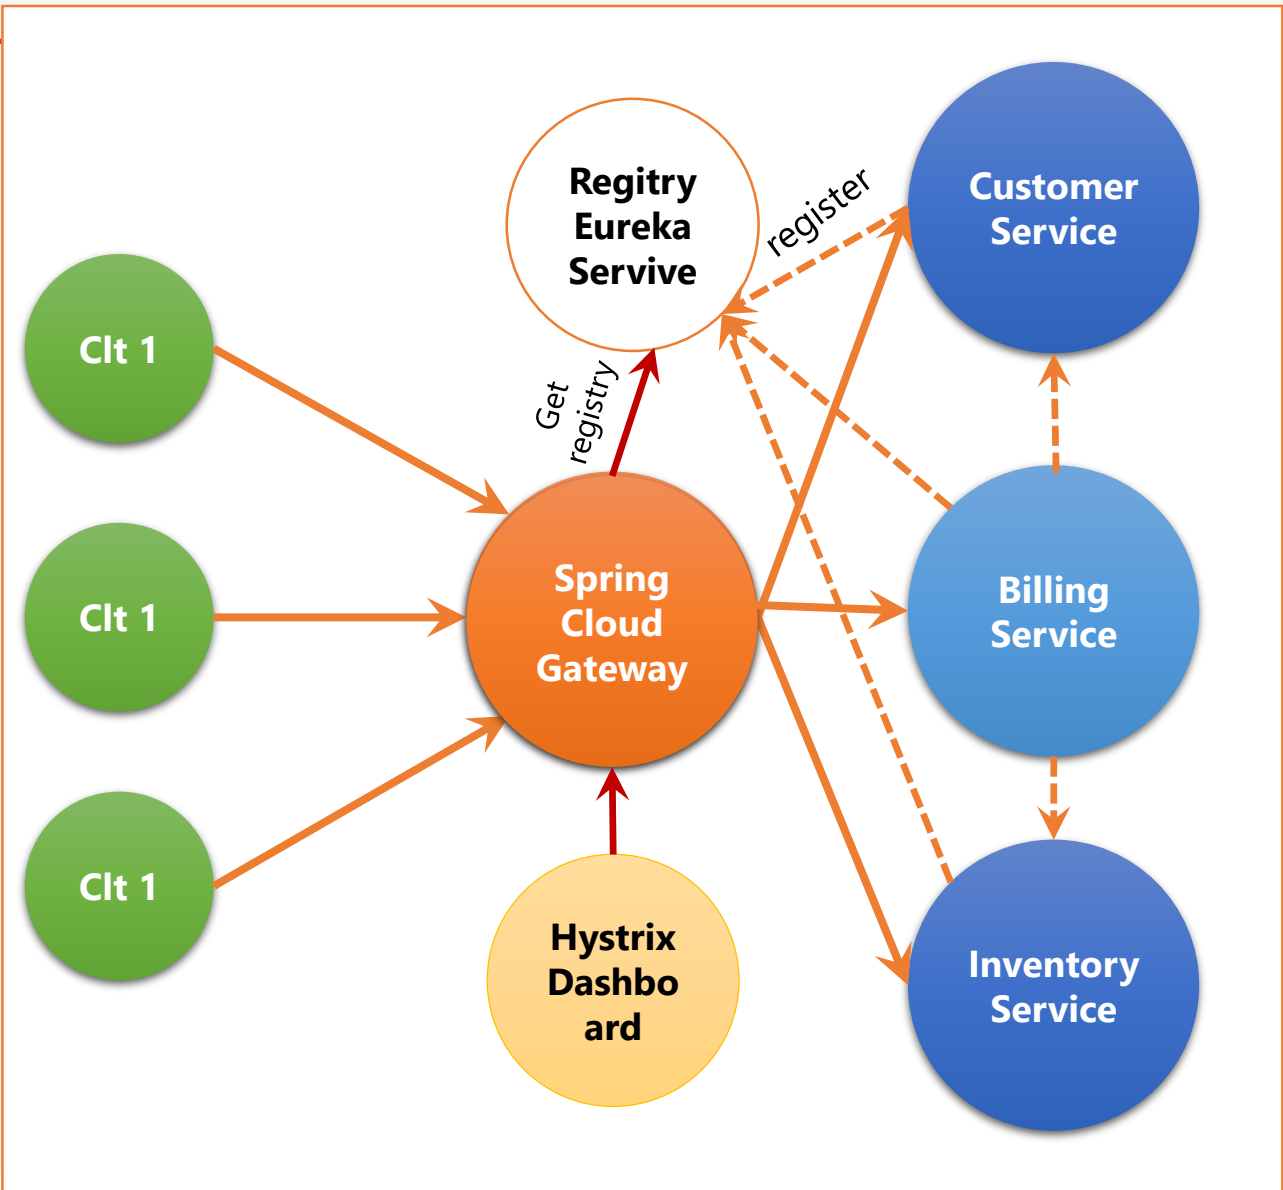 Regitry
Eureka
Servive
register
Customer
Service
Clt 1
Get
registry
Clt 1
Spring
Cloud
Gateway
Billing
Service
Clt 1
Hystrix
Dashbo
ard
Inventory
Service